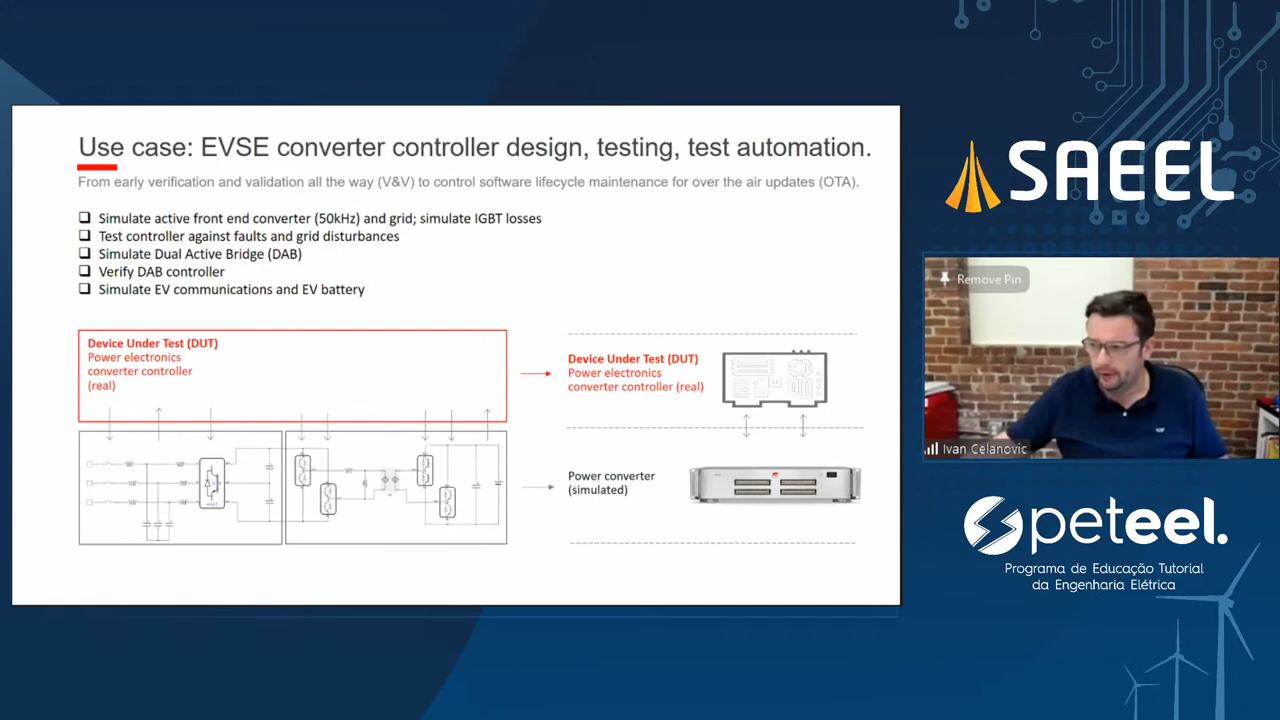 Use case: EVSE converter controller design, testing, test automation.
From early verification and validation all the way (V&V) to control software lifecycle maintenance for over the air updates (OTA).
Simulate active front end converter (50kHz) and grid; simulate IGBT losses
Test controller against faults and grid disturbances
Simulate Dual Active Bridge (DAB)
Verify DAB controller
Simulate EV communications and EV battery
Device Under Test (DUT)
Power electronics
converter controller
(real)
Device Under Test (DUT)
Power electronics
converter controller (real)
Power converter
(simulated)
SAEEL
Remove Pin
Ivan Celanovic
peteel.
Programa de Educação Tutorial
da Engenharia Elétrica